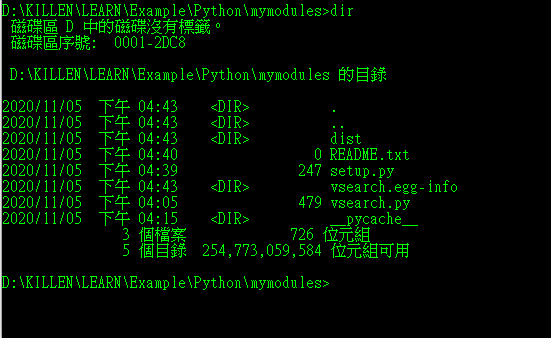 D:\KILLEN\LEARN\Example\Python\mymodules>dir
磁碟區 D 中的磁碟沒有標籤。
磁碟區序號:  0001-2DC8
D:\KILLEN\LEARN\Example\Python\mymodules 的目錄
2020/11/05  下午 04:43    <DIR>          .
2020/11/05  下午 04:43    <DIR>          ..
2020/11/05  下午 04:43    <DIR>          dist
2020/11/05  下午 04:40                 0 README.txt
2020/11/05  下午 04:39               247 setup.py
2020/11/05  下午 04:43    <DIR>          vsearch.egg-info
2020/11/05  下午 04:05               479 vsearch.py
2020/11/05  下午 04:15    <DIR>          __pycache__
3 個檔案             726 位元組
5 個目錄  254,773,059,584 位元組可用
D:\KILLEN\LEARN\Example\Python\mymodules>